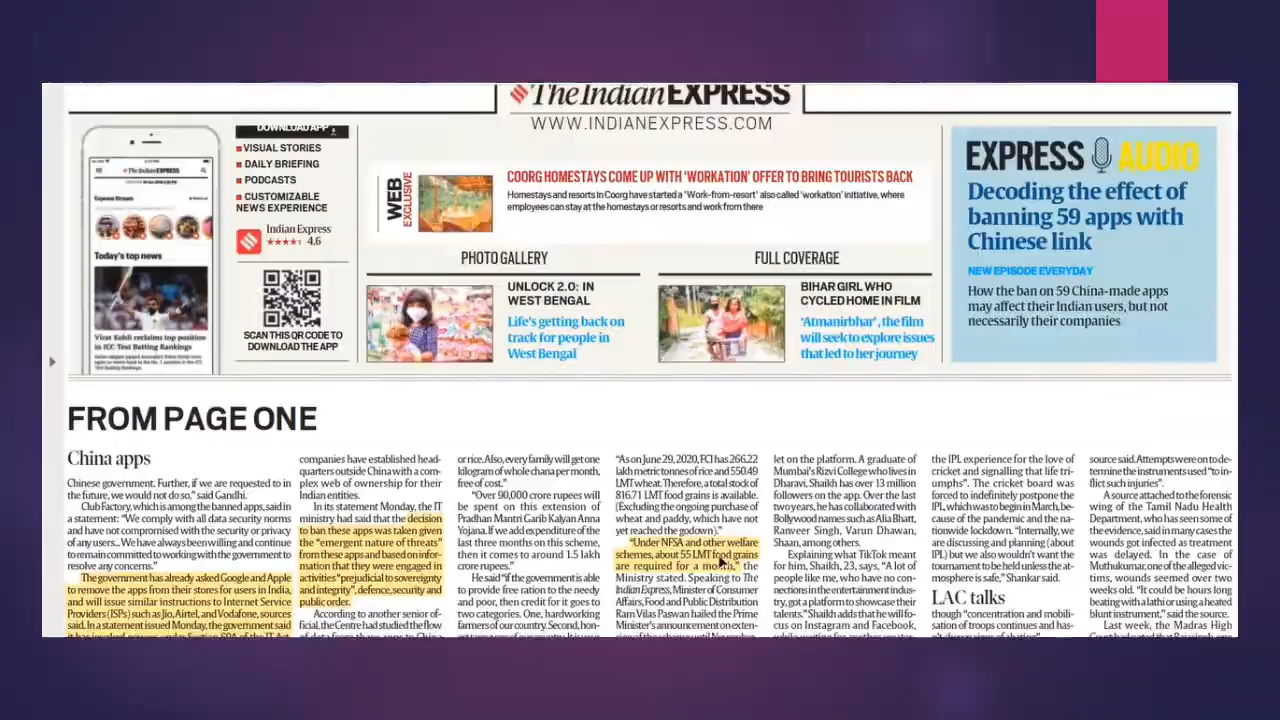 The Indian EXPRESS
WWW.INDIANEXPRESS.COM
DOWNLOAD APP
VISUAL STORIES
DAILY BRIEFING
PODCASTS
CUSTOMIZABLE
NEWS EXPERIENCE
Indian Express
4.6
SCAN THIS QR CODE TO
DOWNLOAD THE APP
The Indian EXPRESS
Express Stream
Today's top news
Virat Kohli reclaims top position
in ICC Test Batting Rankings
WEB
EXCLUSIVE
COORG HOMESTAYS COME UP WITH 'WORKATION' OFFER TO BRING TOURISTS BACK
Homestays and resorts in Coorg have started a 'Work-from-resort' also called 'workation' initiative, where
employees can stay at the homestays or resorts and work from there
PHOTO GALLERY
UNLOCK 2.0: IN
WEST BENGAL
Life's getting back on
track for people in
West Bengal
FULL COVERAGE
BIHAR GIRL WHO
CYCLED HOME IN FILM
'Atmanirbhar', the film
will seek to explore issues
that led to her journey
EXPRESS AUDIO
Decoding the effect of
banning 59 apps with
Chinese link
NEW EPISODE EVERYDAY
How the ban on 59 China-made apps
may affect their Indian users, but not
necessarily their companies
FROM PAGE ONE
China apps
Chinese government. Further, if we are requested to in
the future, we would not do so," said Gandhi.
Club Factory, which is among the banned apps, said in
a statement: "We comply with all data security norms
and have not compromised with the security or privacy
of any users... We have always been willing and continue
to remain committed to working with the government to
resolve any concerns."
The government has already asked Google and Apple
to remove the apps from their stores for users in India,
and will issue similar instructions to Internet Service
Providers (ISPs) such as Jio, Airtel, and Vodafone, sources
said. In a statement issued Monday, the government said
companies have established head-
quarters outside China with a com-
plex web of ownership for their
Indian entities.
In its statement Monday, the IT
ministry had said that the decision
to ban these apps was taken given
the "emergent nature of threats"
from these apps and based on infor-
mation that they were engaged in
activities "prejudicial to sovereignty
and integrity", defence, security and
public order.
According to another senior of-
ficial, the Centre had studied the flow
of data from these apps to China
or rice. Also, every family will get one
kilogram of whole chana per month,
free of cost."
"Over 90,000 crore rupees will
be spent on this extension of
Pradhan Mantri Garib Kalyan Anna
Yojana. If we add expenditure of the
last three months on this scheme,
then it comes to around 1.5 lakh
crore rupees."
He said "if the government is able
to provide free ration to the needy
and poor, then credit for it goes to
two categories. One, hardworking
farmers of our country. Second, hon-
"As on June 29, 2020, FCI has 266.22
lakh metric tonnes of rice and 550.49
LMT wheat. Therefore, a total stock of
816.71 LMT food grains is available.
(Excluding the ongoing purchase of
wheat and paddy, which have not
yet reached the godown)."
"Under NFSA and other welfare
schemes, about 55 LMT food grains
are required for a month," the
Ministry stated. Speaking to The
Indian Express, Minister of Consumer
Affairs, Food and Public Distribution
Ram Vilas Paswan hailed the Prime
Minister's announcement on exten-
let on the platform. A graduate of
Mumbai's Rizvi College who lives in
Dharavi, Shaikh has over 13 million
followers on the app. Over the last
two years, he has collaborated with
Bollywood names such as Alia Bhatt,
Ranveer Singh, Varun Dhawan,
Shaan, among others.
Explaining what TikTok meant
for him, Shaikh, 23, says, "A lot of
people like me, who have no con-
nections in the entertainment indus-
try, got a platform to showcase their
talents." Shaikh adds that he will fo-
cus on Instagram and Facebook,
the IPL experience for the love of
cricket and signalling that life tri-
umphs". The cricket board was
forced to indefinitely postpone the
IPL, which was to begin in March, be-
cause of the pandemic and the na-
tionwide lockdown. "Internally, we
are discussing and planning (about
IPL) but we also wouldn't want the
tournament to be held unless the at-
mosphere is safe," Shankar said.
LAC talks
though "concentration and mobili-
sation of troops continues and has-
source said. Attempts were on to de-
termine the instruments used "to in-
flict such injuries".
A source attached to the forensic
wing of the Tamil Nadu Health
Department, who has seen some of
the evidence, said in many cases the
wounds got infected as treatment
was delayed. In the case of
Muthukumar, one of the alleged vic-
tims, wounds seemed over two
weeks old. "It could be hours long
beating with a lathi or using a heated
blunt instrument," said the source.
Last week, the Madras High